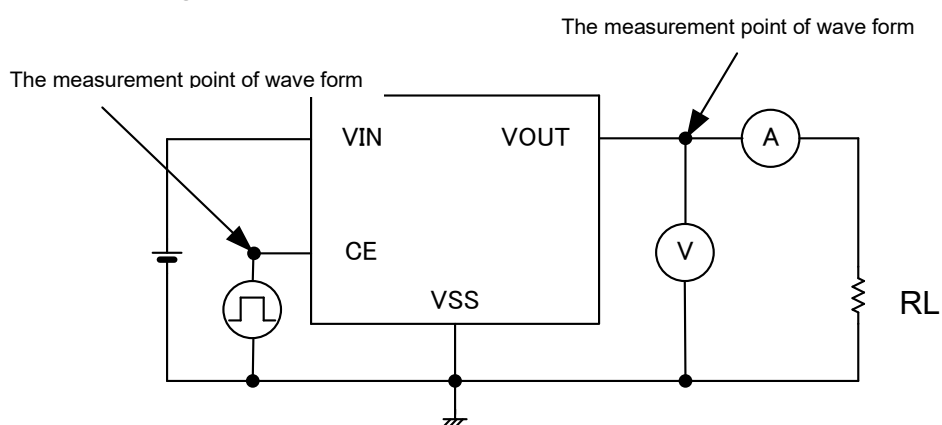 The measurement point of wave form
The measurement point of wave form
VIN
VOUT
A
CE
V
VSS
RL